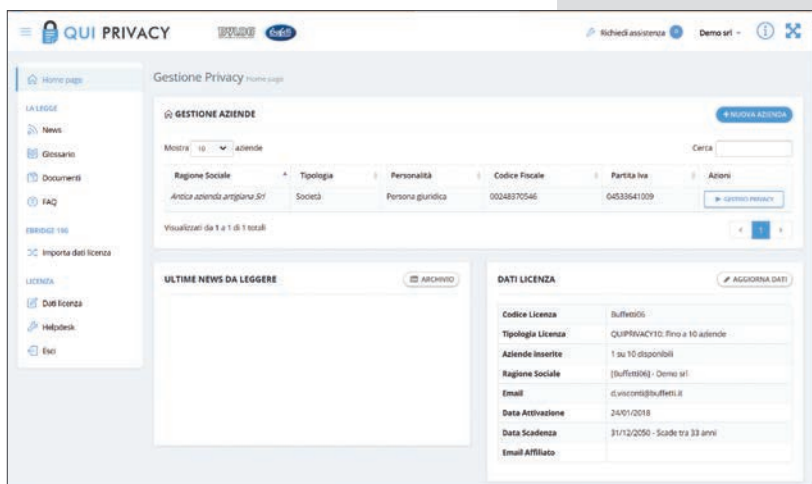 QUI PRIVACY
BYLOG
Buffetti
Richiedi assistenza
Demo srl
Home page
Gestione Privacy Home page
LA LEGGE
News
Glossario
Documenti
FAQ
EBRIDGE 196
Importa dati licenza
LICENZA
Dati licenza
Helpdesk
Esci
GESTIONE AZIENDE
+ NUOVA AZIENDA
Mostra 10 aziende
Cerca
Ragione Sociale Tipologia Personalità Codice Fiscale Partita Iva Azioni
Antica azienda artigiana Srl Società Persona giuridica 00248370546 04533641009 GESTISCI PRIVACY
Visualizzati da 1 a 1 di 1 totali
1
ULTIME NEWS DA LEGGERE
ARCHIVIO
DATI LICENZA
AGGIORNA DATI
Codice Licenza Buffetti06
Tipologia Licenza QUIPRIVACY10: Fino a 10 aziende
Aziende inserite 1 su 10 disponibili
Ragione Sociale [Buffetti06] - Demo srl
Email d.visconti@buffetti.it
Data Attivazione 24/01/2018
Data Scadenza 31/12/2050 - Scade tra 33 anni
Email Affiliato